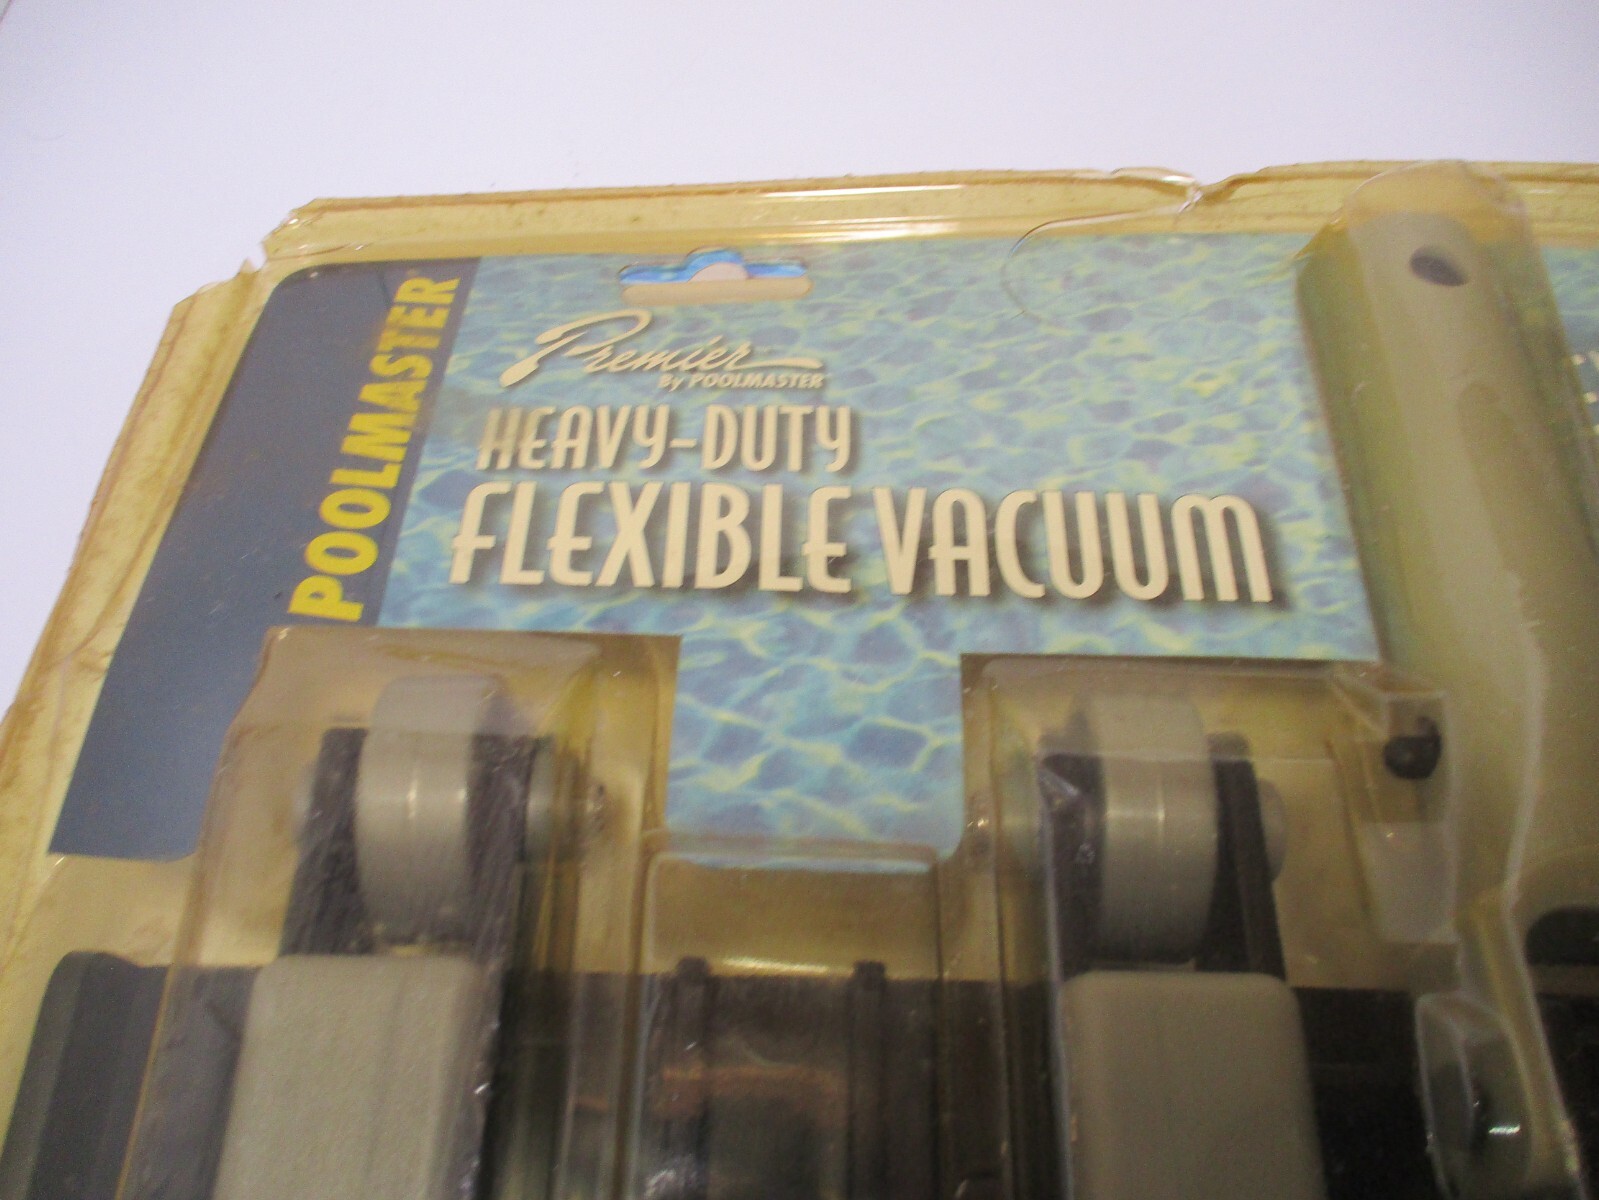 POOLMASTER
Premier
By POOLMASTER
HEAVY-DUTY
FLEXIBLE VACUUM